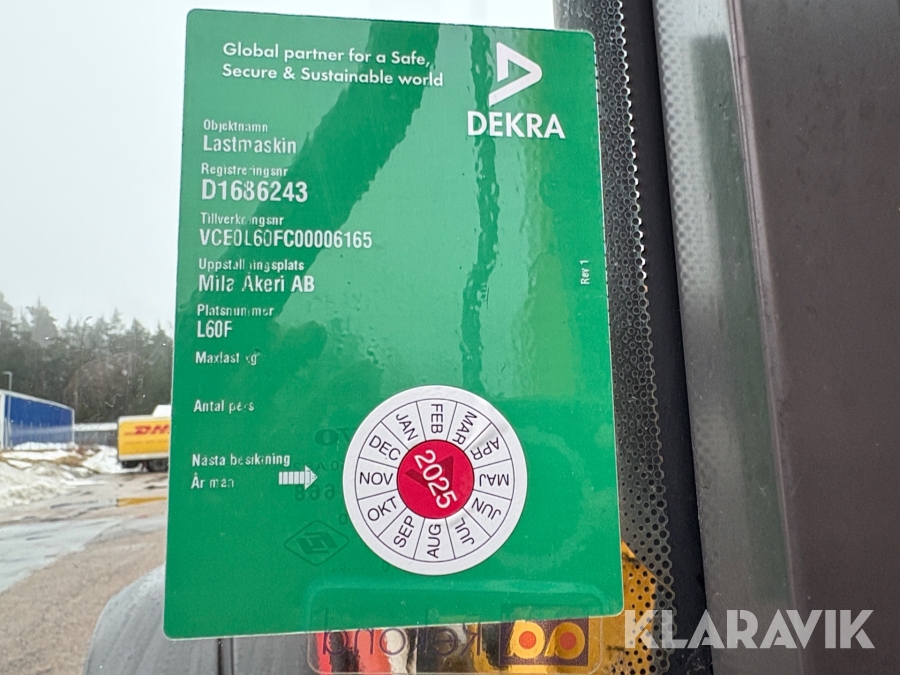 Global partner for a Safe,
Secure & Sustainable world
DEKRA
Objektnamn
Lastmaskin
Registreringsnr
D1686243
Tillverkningsnr
VCE0L60FC00006165
Uppställningsplats
Mila Åkeri AB
Platsnummer
L60F
Maxlast kg
Antal pers
Nästa besiktning
År mån
Rev 1
2025
JAN
FEB
MAR
APR
MAJ
JUN
JUL
AUG
SEP
OKT
NOV
DEC
DHL
KLARAVIK